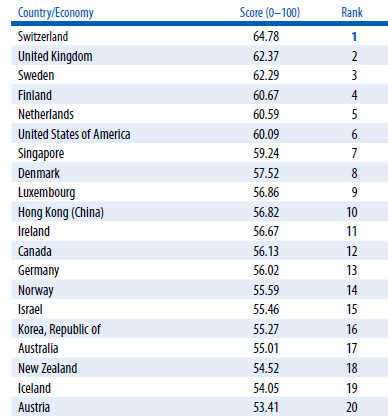 Country/Economy Score (0–100) Rank
Switzerland 64.78 1
United Kingdom 62.37 2
Sweden 62.29 3
Finland 60.67 4
Netherlands 60.59 5
United States of America 60.09 6
Singapore 59.24 7
Denmark 57.52 8
Luxembourg 56.86 9
Hong Kong (China) 56.82 10
Ireland 56.67 11
Canada 56.13 12
Germany 56.02 13
Norway 55.59 14
Israel 55.46 15
Korea, Republic of 55.27 16
Australia 55.01 17
New Zealand 54.52 18
Iceland 54.05 19
Austria 53.41 20